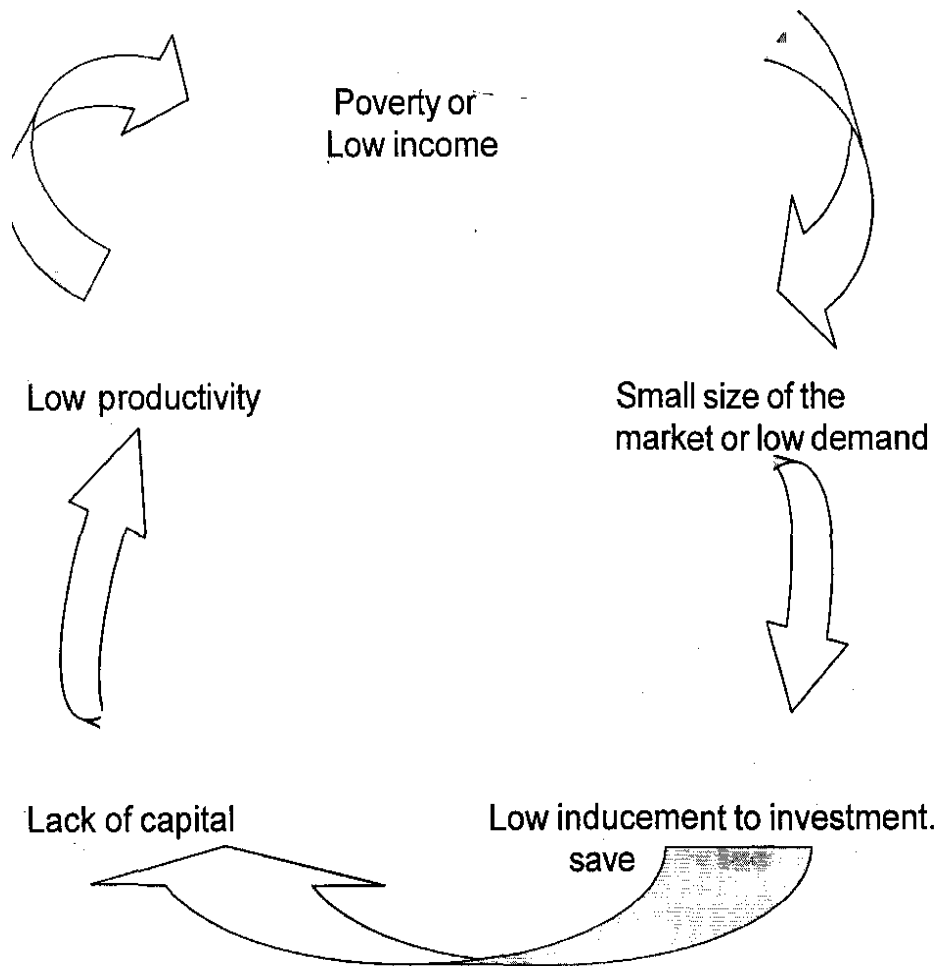 Poverty or
Low income
Low productivity
Small size of the
market or low demand
Lack of capital
Low inducement to investment.
save